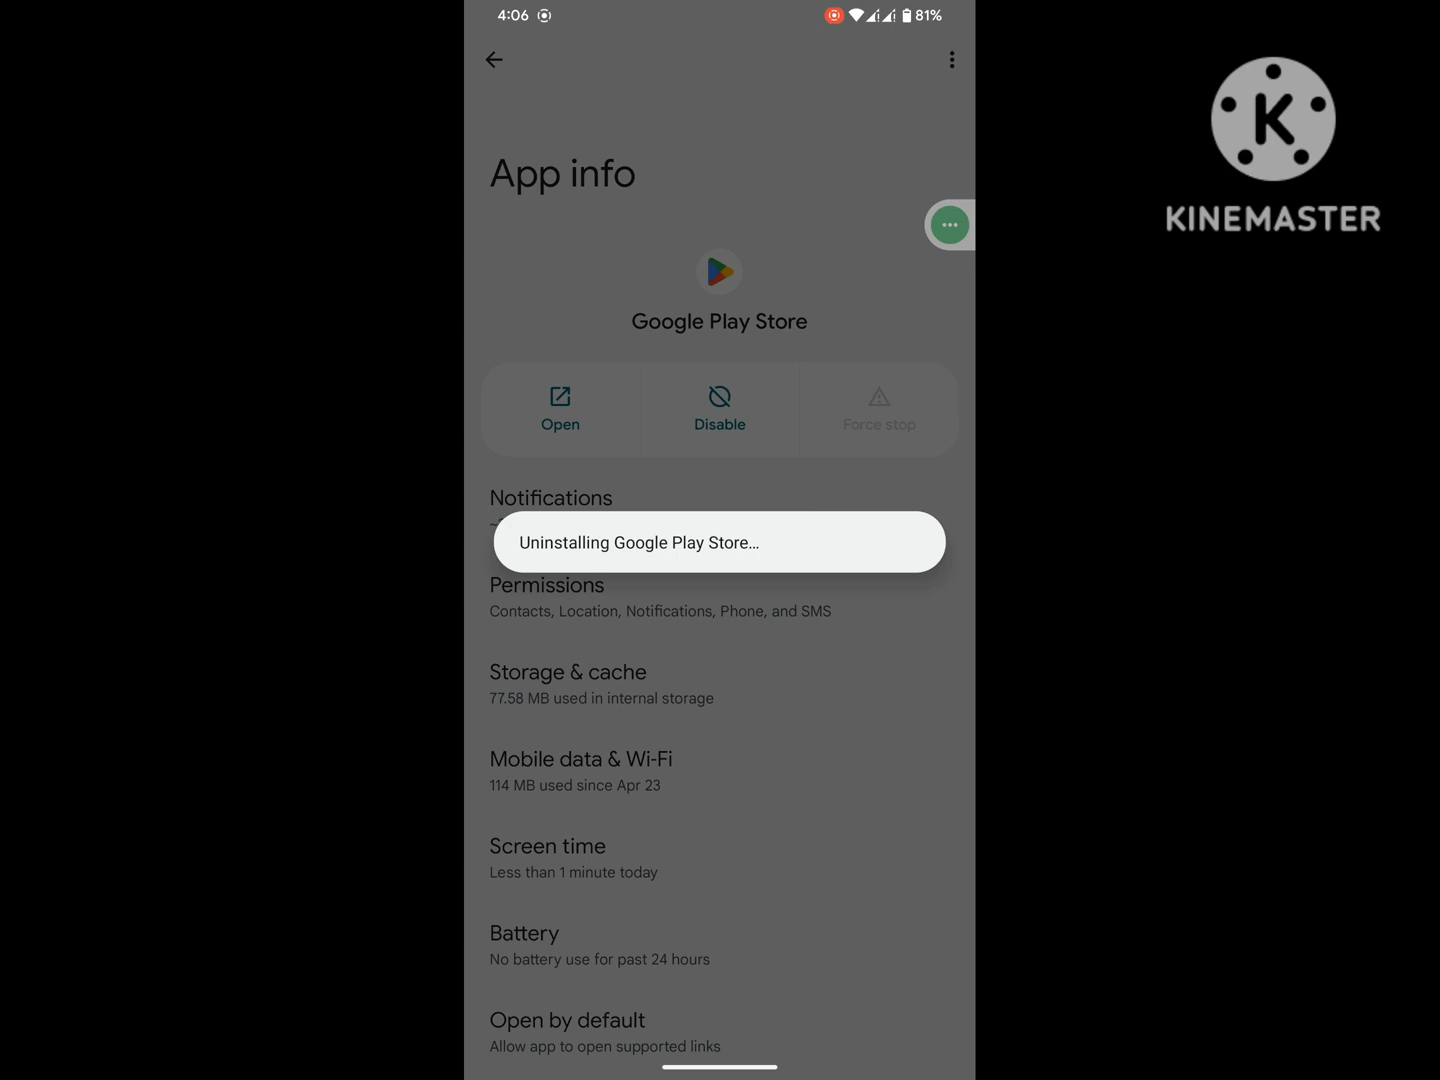 4:06
81%
App info
KINEMASTER
Google Play Store
Open
Disable
Force stop
Notifications
Uninstalling Google Play Store...
Permissions
Contacts, Location, Notifications, Phone, and SMS
Storage & cache
77.58 MB used in internal storage
Mobile data & Wi-Fi
114 MB used since Apr 23
Screen time
Less than 1 minute today
Battery
No battery use for past 24 hours
Open by default
Allow app to open supported links